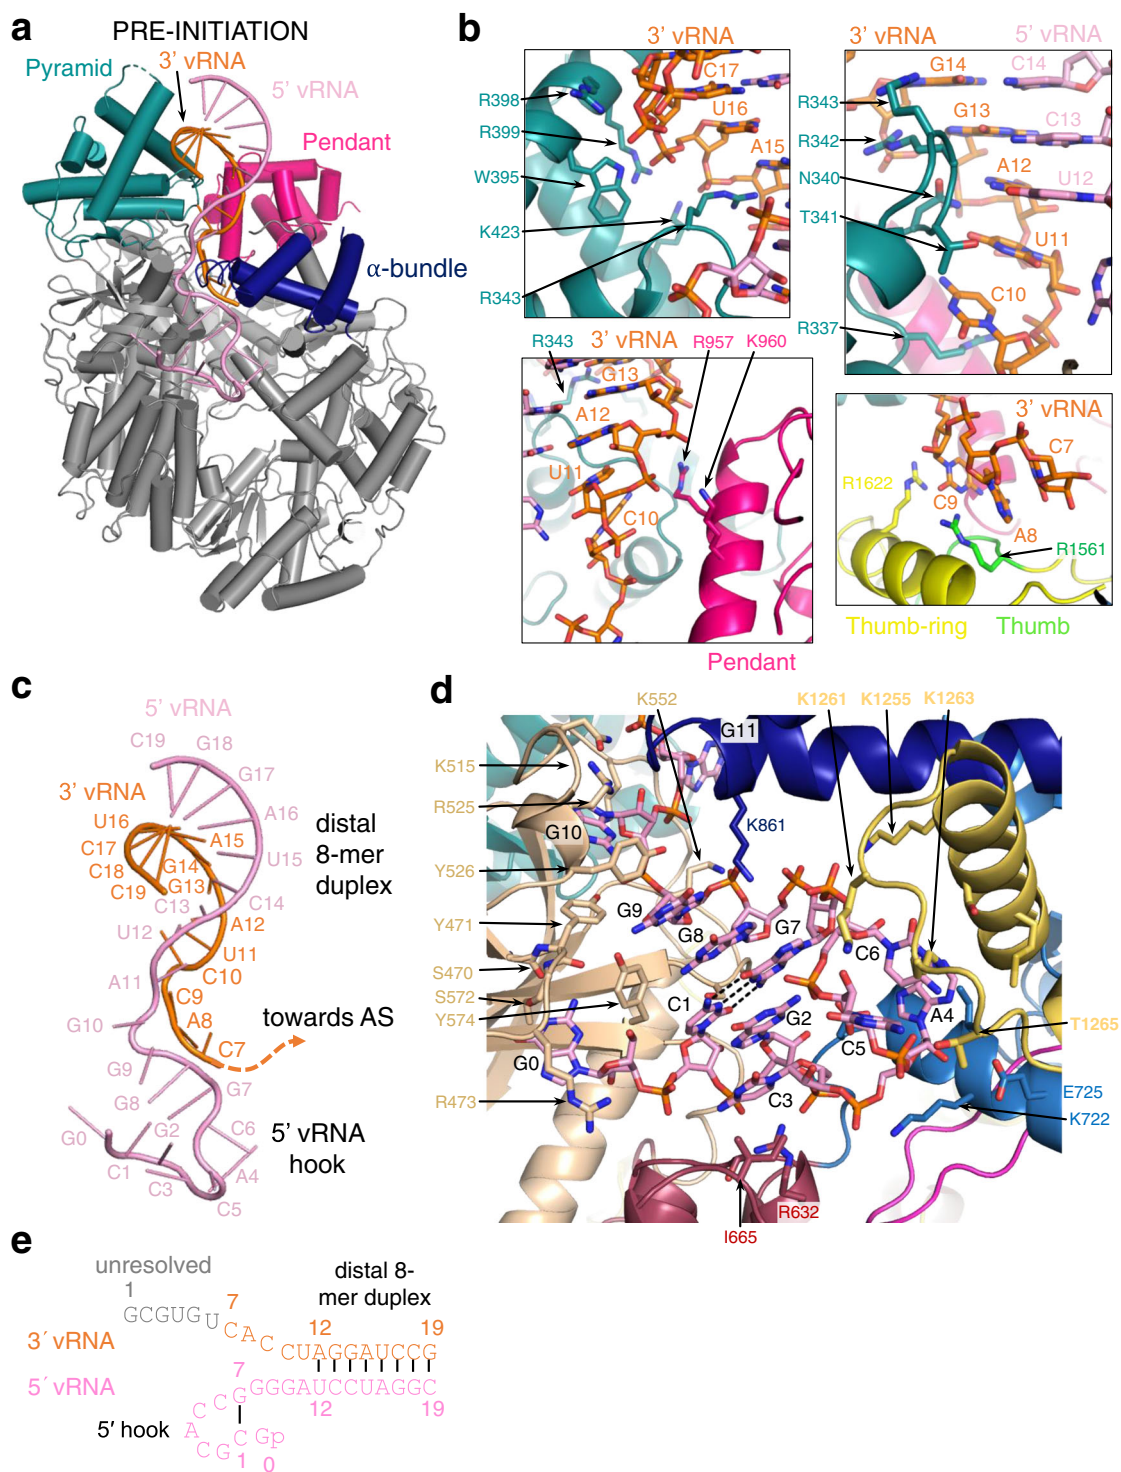 a
PRE-INITIATION
Pyramid
3’ vRNA
5’ vRNA
Pendant
α-bundle
b
3’ vRNA
C17
U16
A15
R398
R399
W395
K423
R343
3’ vRNA
5’ vRNA
G14
C14
R343
G13
C13
R342
A12
U12
N340
T341
U11
C10
R337
R343
3’ vRNA
R957
K960
G13
A12
U11
C10
Pendant
3’ vRNA
C7
R1622
C9
A8
R1561
Thumb-ring
Thumb
c
5’ vRNA
C19
G18
G17
3’ vRNA
A16
U16
A15
C17
U15
C18
G14
C19
G13
C14
C13
A12
U12
U11
A11
C10
C9
G10
A8
C7
G9
G7
G8
G2
C6
G0
C1
A4
C3
C5
distal
8-mer
duplex
towards AS
5’ vRNA
hook
d
K552
K1261
K1255
K1263
G11
K515
R525
K861
G10
Y526
G9
G7
Y471
G8
C6
S470
S572
C1
Y574
G2
A4
T1265
C5
G0
E725
R473
C3
K722
R632
I665
e
unresolved
distal 8-
mer duplex
1
7
12
19
GCGUGU
CAC
CUAGGAUCCG
3´ vRNA
5´ vRNA
7
GGGGAUCCUAGGC
12
19
5′ hook
C
C
A
C
G
C
Gp
1
0